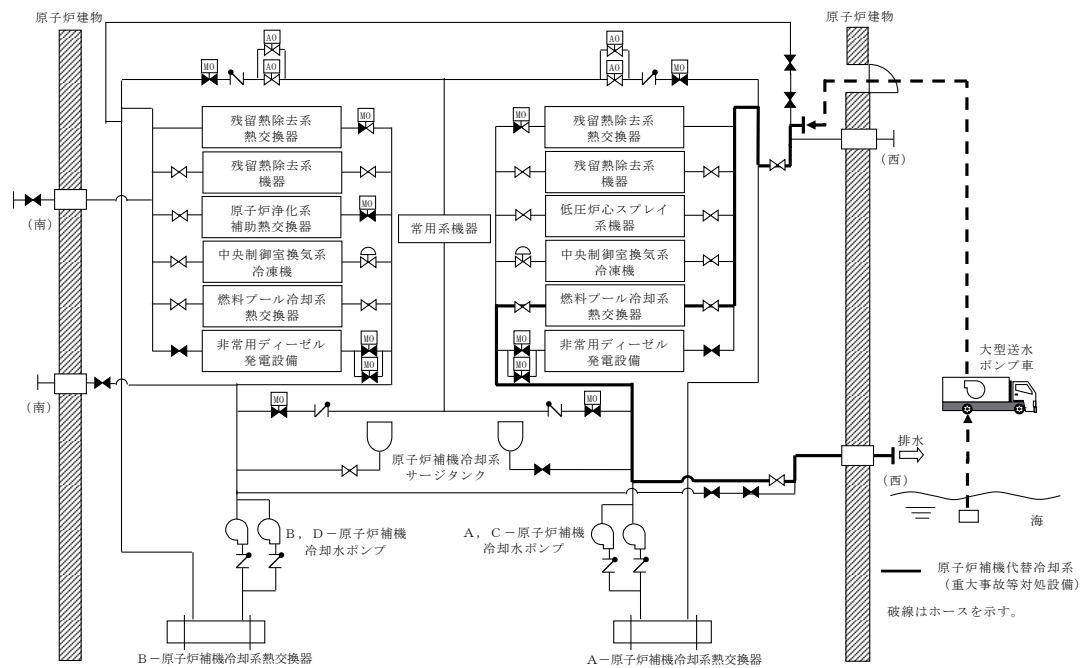 原子炉建物
原子炉建物
AO
AO
MO
AO
AO
MO
残留熱除去系
熱交換器
MO
MO
残留熱除去系
熱交換器
残留熱除去系
機器
残留熱除去系
機器
(西)
原子炉浄化系
補助熱交換器
MO
低圧炉心スプレイ
系機器
(南)
常用系機器
中央制御室換気系
冷凍機
中央制御室換気系
冷凍機
燃料プール冷却系
熱交換器
燃料プール冷却系
熱交換器
非常用ディーゼル
発電設備
MO
MO
MO
MO
非常用ディーゼル
発電設備
大型送水
ポンプ車
(南)
MO
MO
原子炉補機冷却系
サージタンク
排水
(西)
海
B,D-原子炉補機
冷却水ポンプ
A,C-原子炉補機
冷却水ポンプ
原子炉補機代替冷却系
(重大事故等対処設備)
破線はホースを示す。
B-原子炉補機冷却系熱交換器
A-原子炉補機冷却系熱交換器